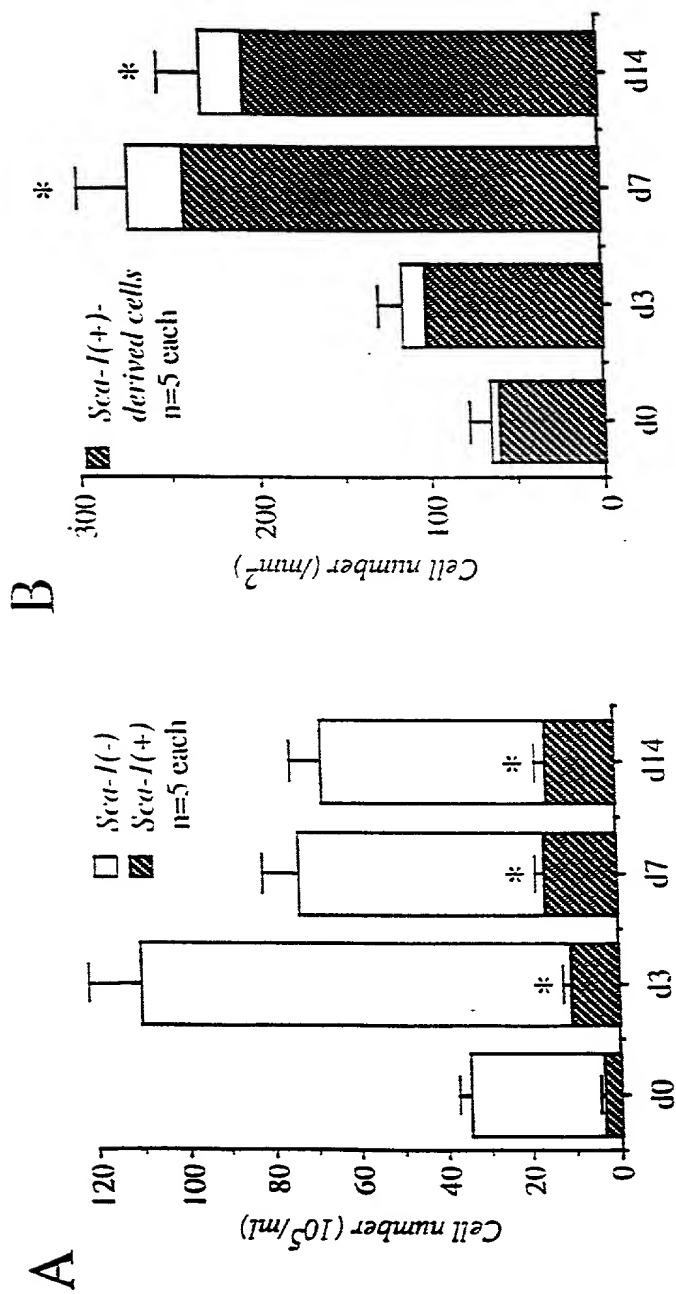 A
Sca-1(-)
Sca-1(+)
n=5 each
Cell number (10⁵/ml)
120
100
80
60
40
20
0
*
*
*
d0
d3
d7
d14
B
Sca-1(+)-
derived cells
n=5 each
Cell number (/mm²)
300
200
100
0
*
*
d0
d3
d7
d14